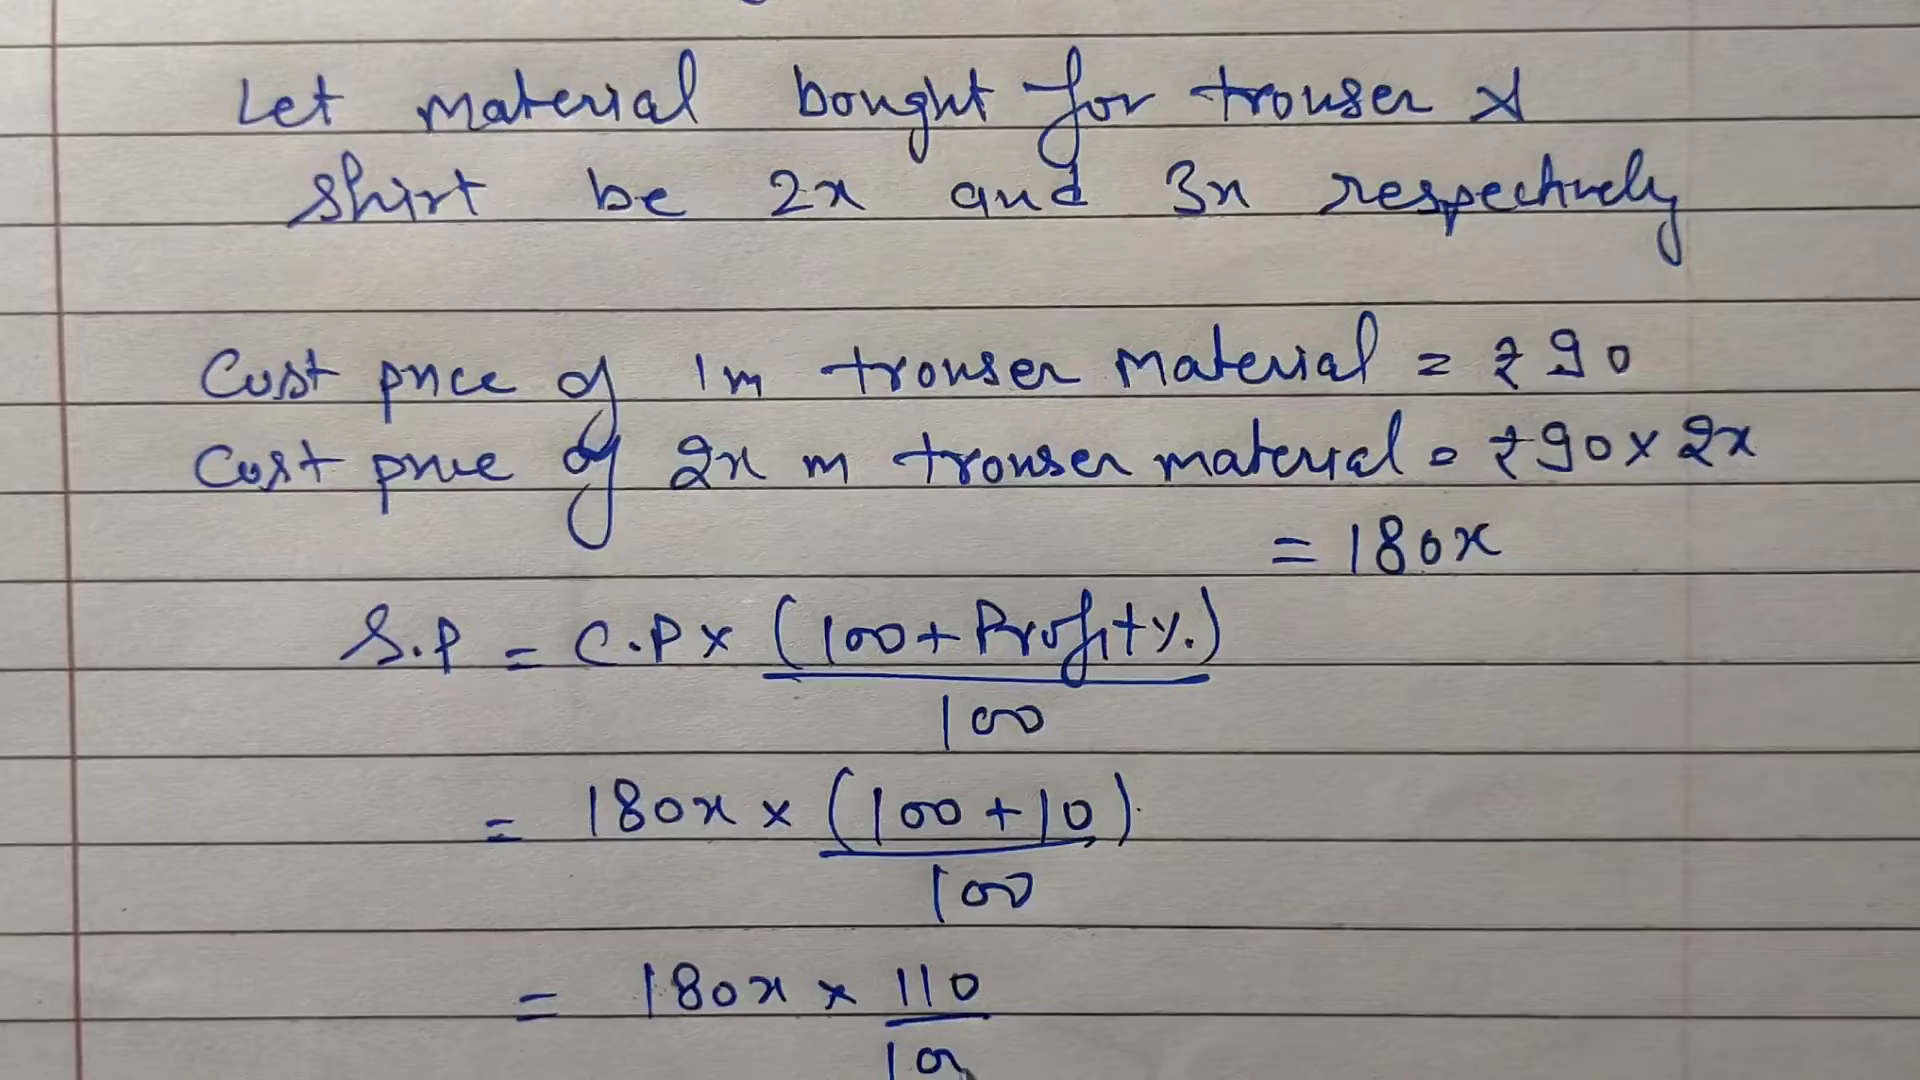 Let material bought for trouser &
shirt be 2x and 3x respectively
Cost price of 1m trouser material = ₹ 90
Cost price of 2x m trouser material = ₹90 × 2x
= 180x
S.P = C.P × (100 + Profit%)
100
= 180x × (100 + 10)
100
= 180x × 110
100